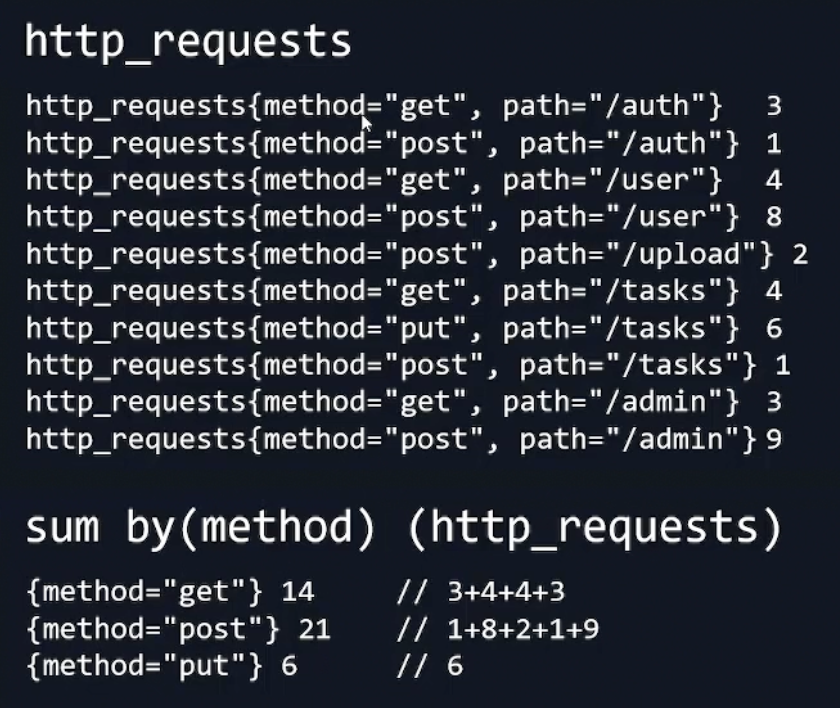 http_requests
http_requests{method="get", path="/auth"} 3
http_requests{method="post", path="/auth"} 1
http_requests{method="get", path="/user"} 4
http_requests{method="post", path="/user"} 8
http_requests{method="post", path="/upload"} 2
http_requests{method="get", path="/tasks"} 4
http_requests{method="put", path="/tasks"} 6
http_requests{method="post", path="/tasks"} 1
http_requests{method="get", path="/admin"} 3
http_requests{method="post", path="/admin"} 9
sum by(method) (http_requests)
{method="get"} 14 // 3+4+4+3
{method="post"} 21 // 1+8+2+1+9
{method="put"} 6 // 6